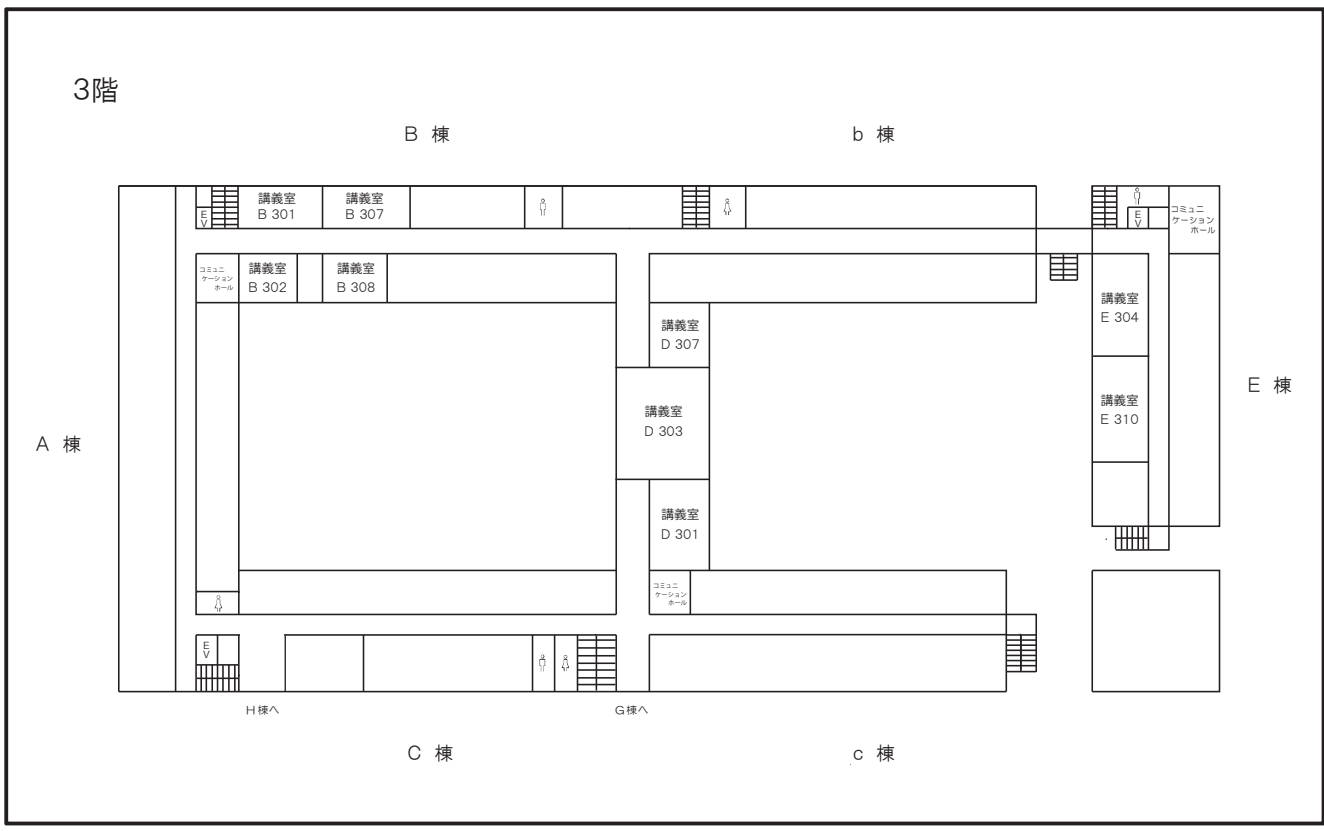 3階
B 棟
b 棟
E
V
講義室
B 301
講義室
B 307
E
V
コミュニ
ケーション
ホール
コミュニ
ケーション
ホール
講義室
B 302
講義室
B 308
講義室
D 307
講義室
E 304
E 棟
講義室
D 303
講義室
E 310
A 棟
講義室
D 301
コミュニ
ケーション
ホール
E
V
H棟へ
G棟へ
C 棟
c 棟